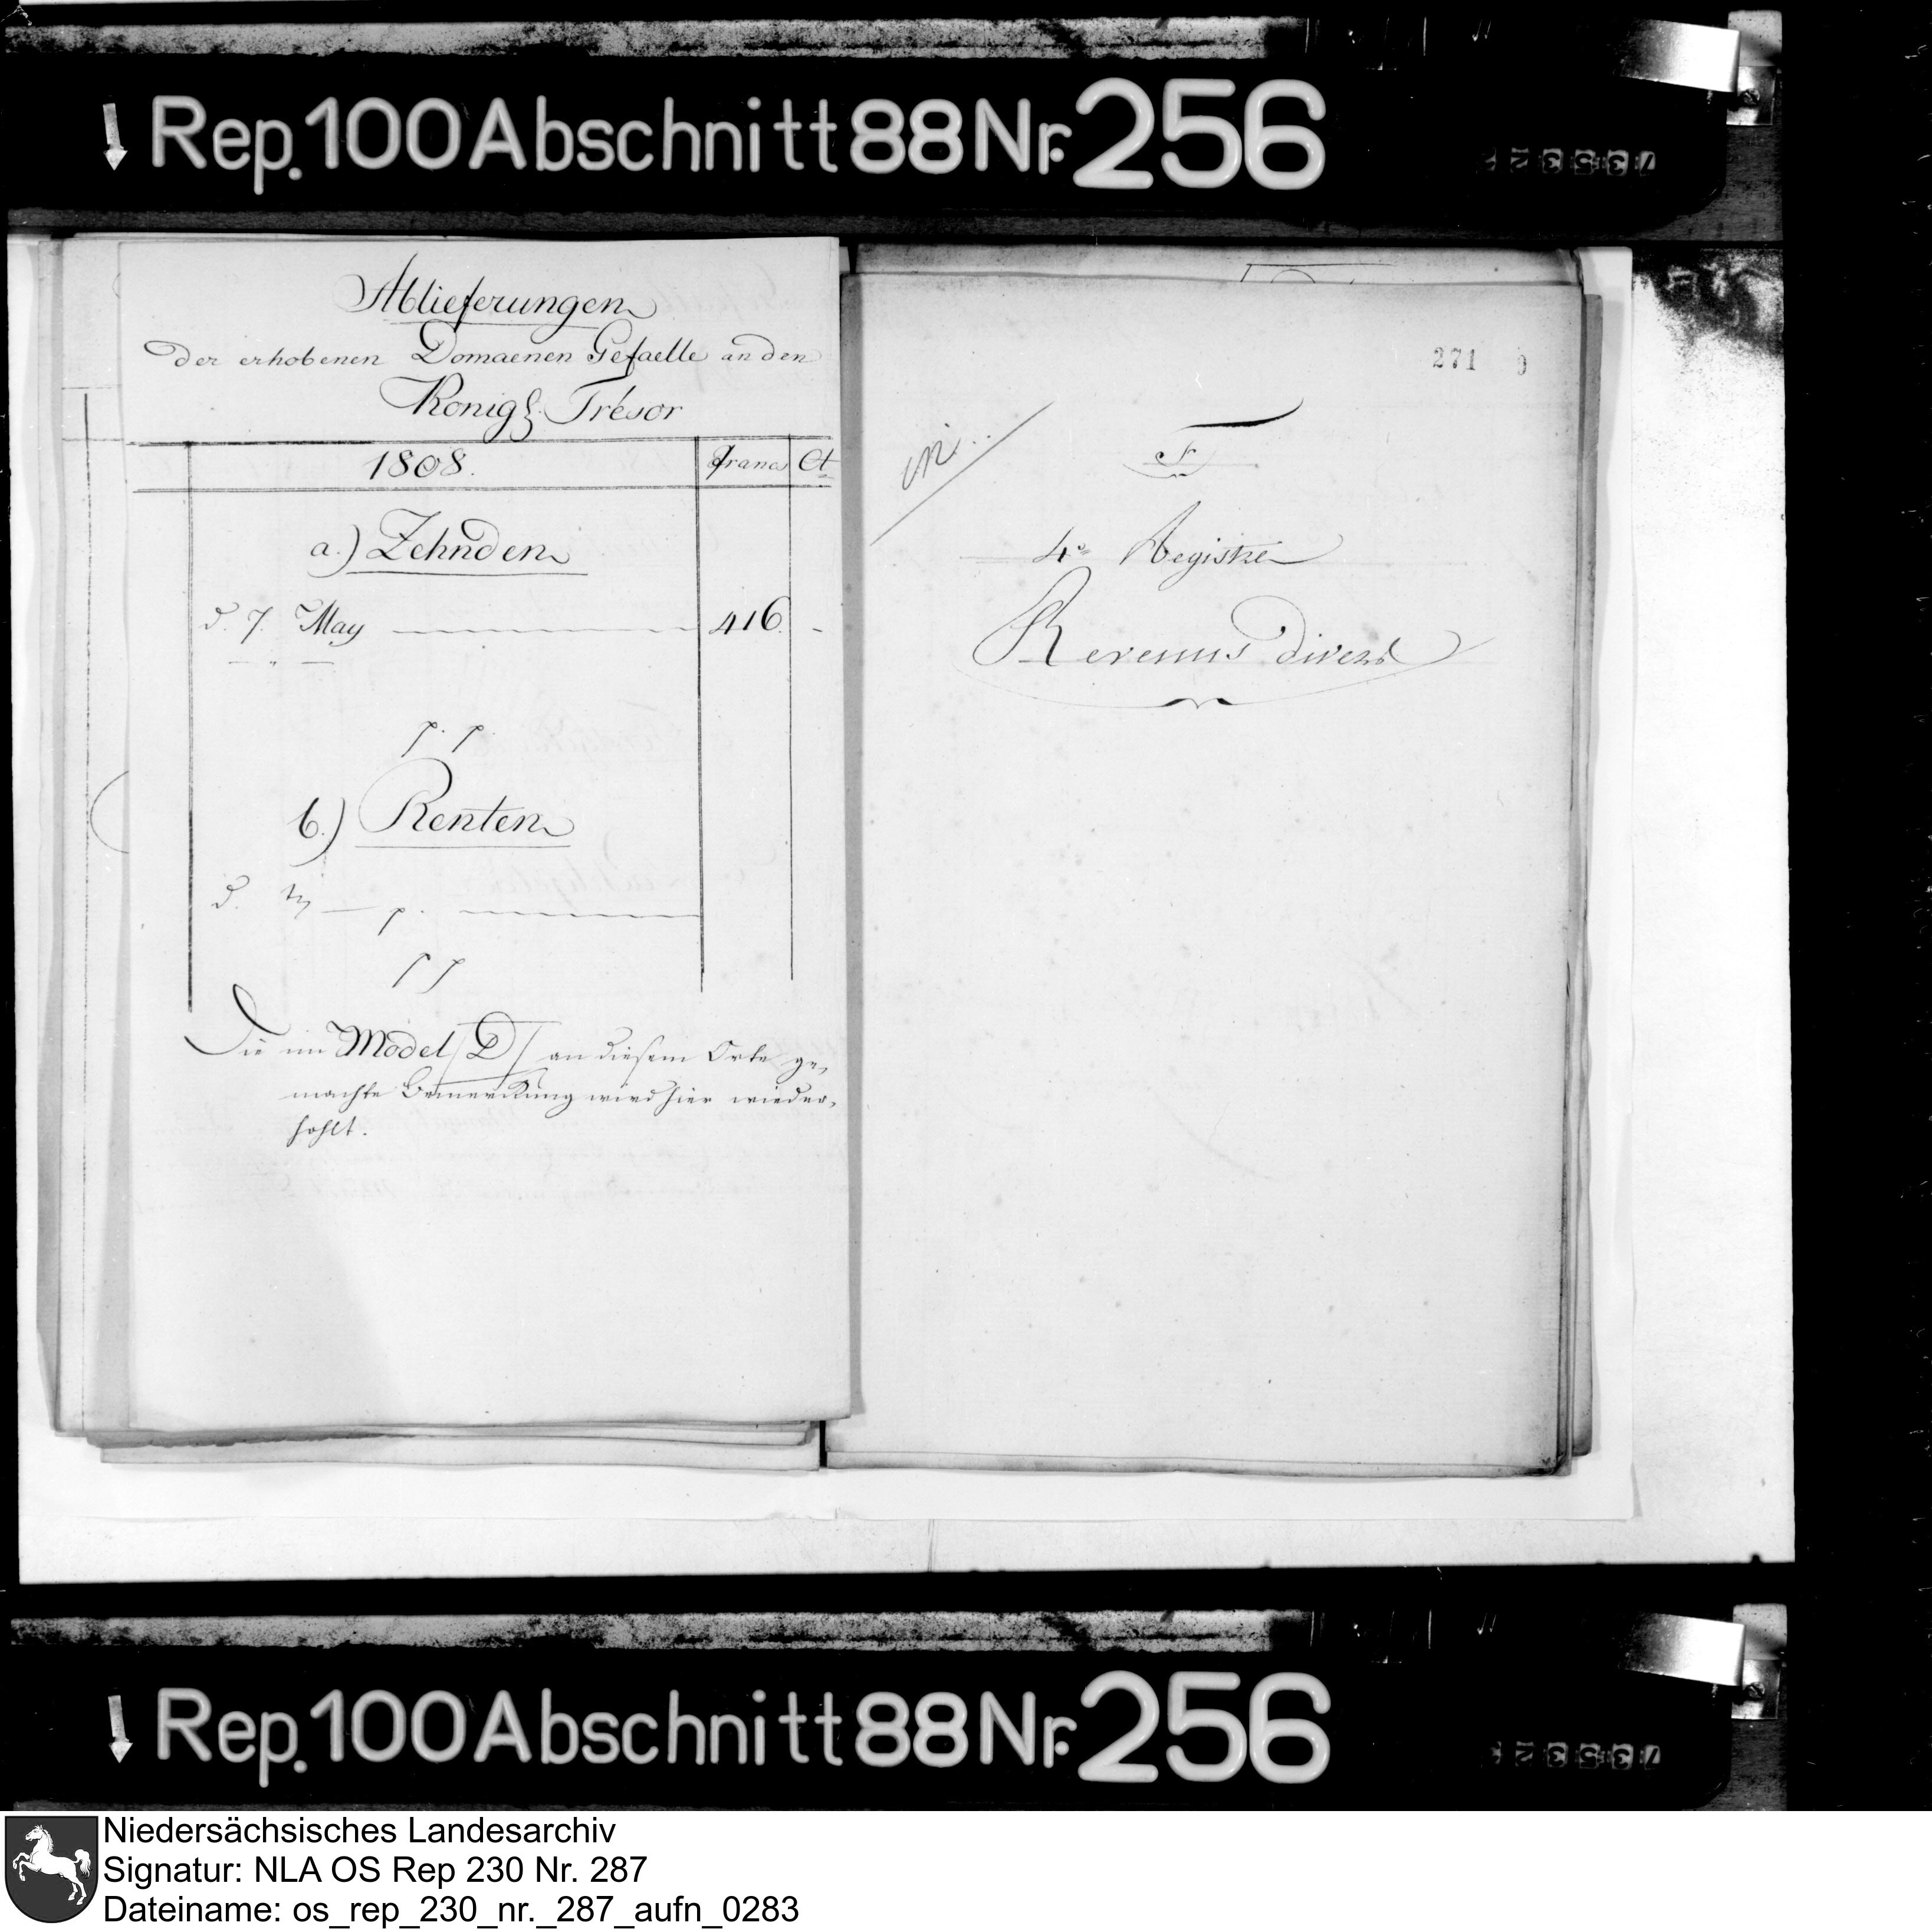 Rep. 100 Abschnitt 88 Nr. 256
Ablieferungen
der erhobenen Domaenen Gefaelle an den
Königl. Trésor
1808. Francs Ct
a.) Zehnden
d. 7. May 416. -
p. p.
b.) Renten
d. p.
p p
Die im Model /D/ an diesem Orte ge-
machte Bemerkung wird hier wieder-
hohlt.
271
F
4e Registre
Revenus divers
Rep. 100 Abschnitt 88 Nr. 256
Niedersächsisches Landesarchiv
Signatur: NLA OS Rep 230 Nr. 287
Dateiname: os_rep_230_nr._287_aufn_0283